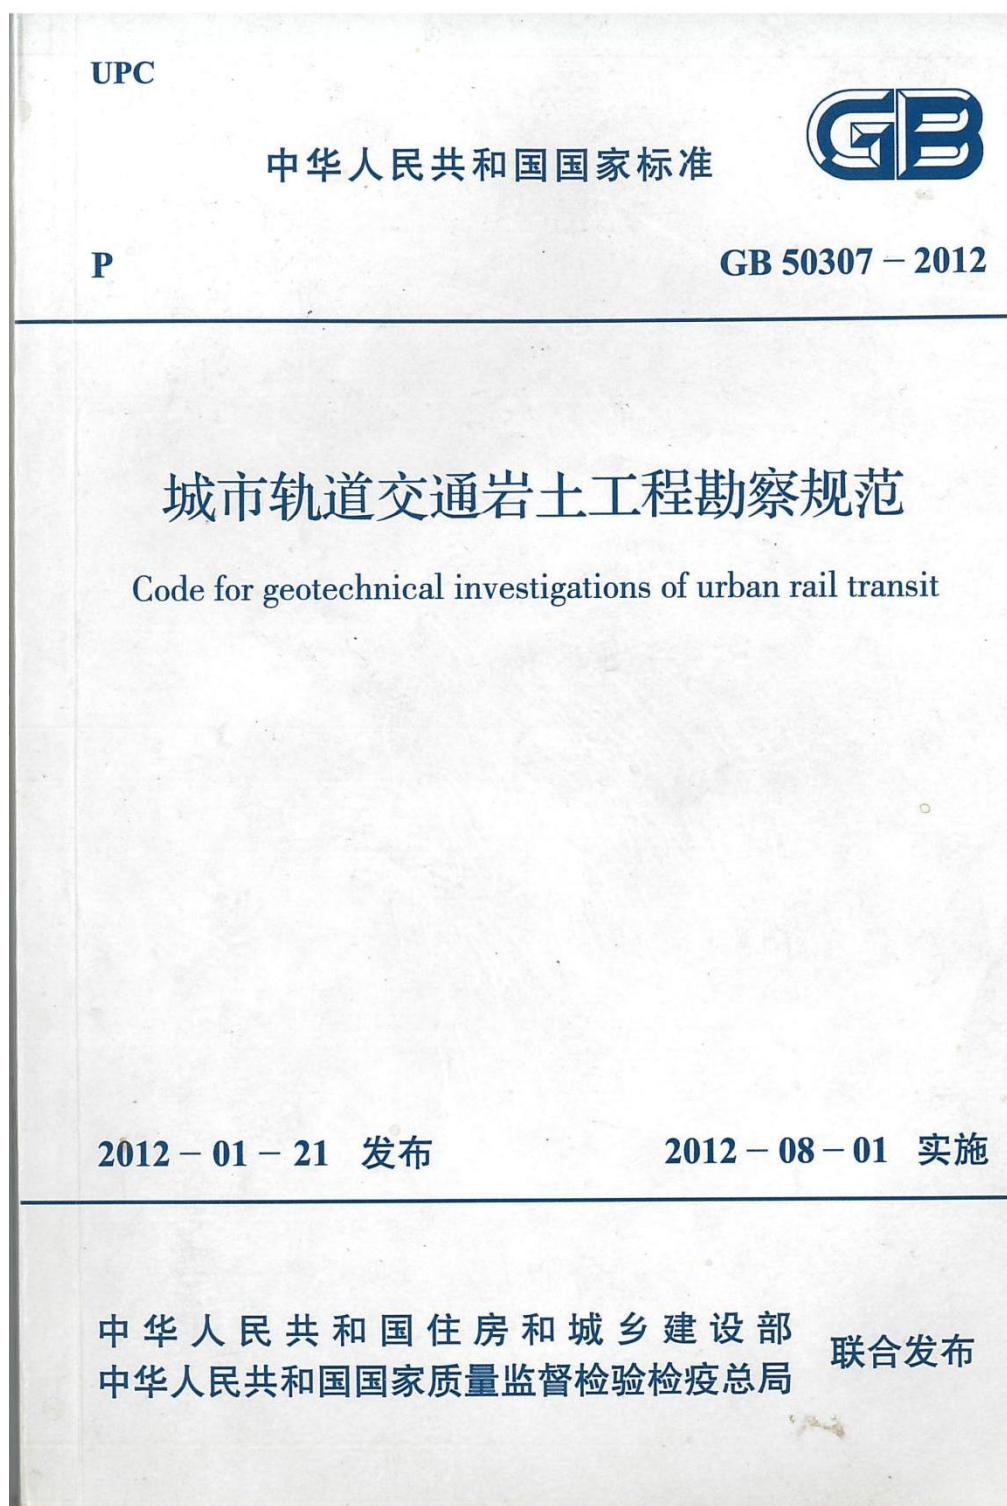 UPC
GB
中华人民共和国国家标准
P
GB 50307－2012
城市轨道交通岩土工程勘察规范
Code for geotechnical investigations of urban rail transit
2012－01－21 发布
2012－08－01 实施
中华人民共和国住房和城乡建设部
中华人民共和国国家质量监督检验检疫总局
联合发布